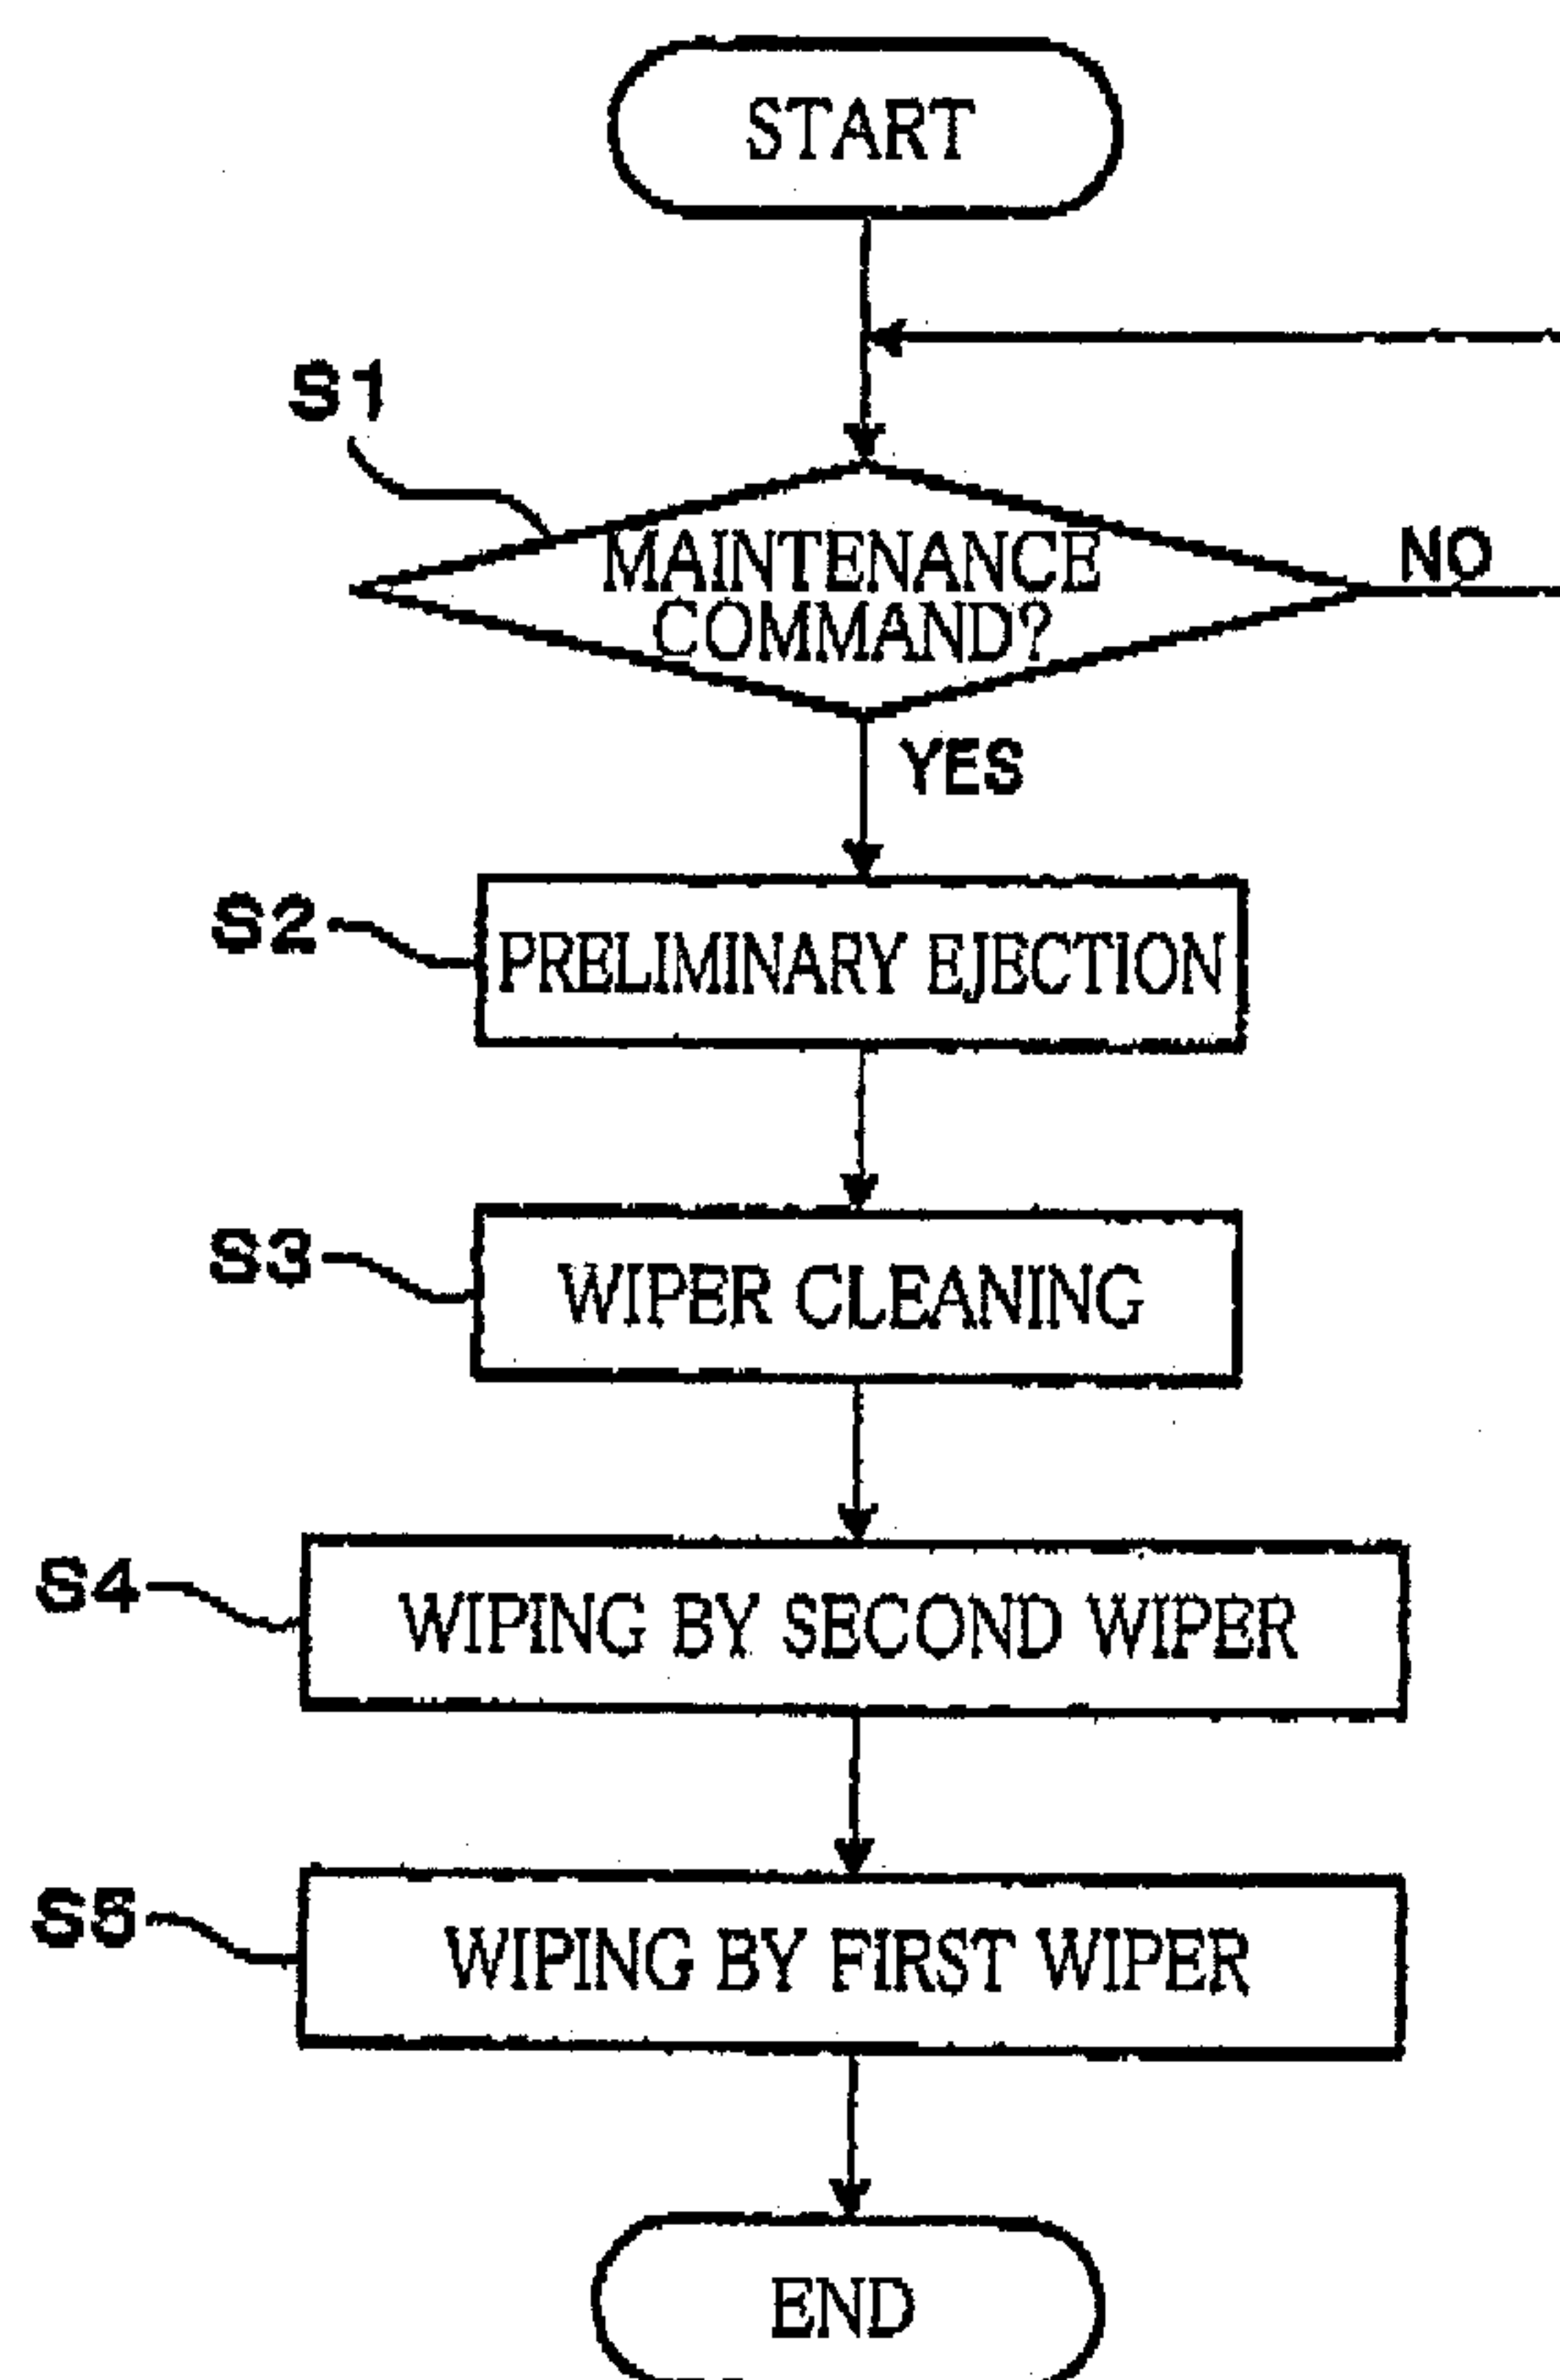 START
S1
MAINTENANCE
COMMAND?
NO
YES
S2
PRELIMINARY EJECTION
S3
WIPER CLEANING
S4
WIPING BY SECOND WIPER
WIPING BY FIRST WIPER
END